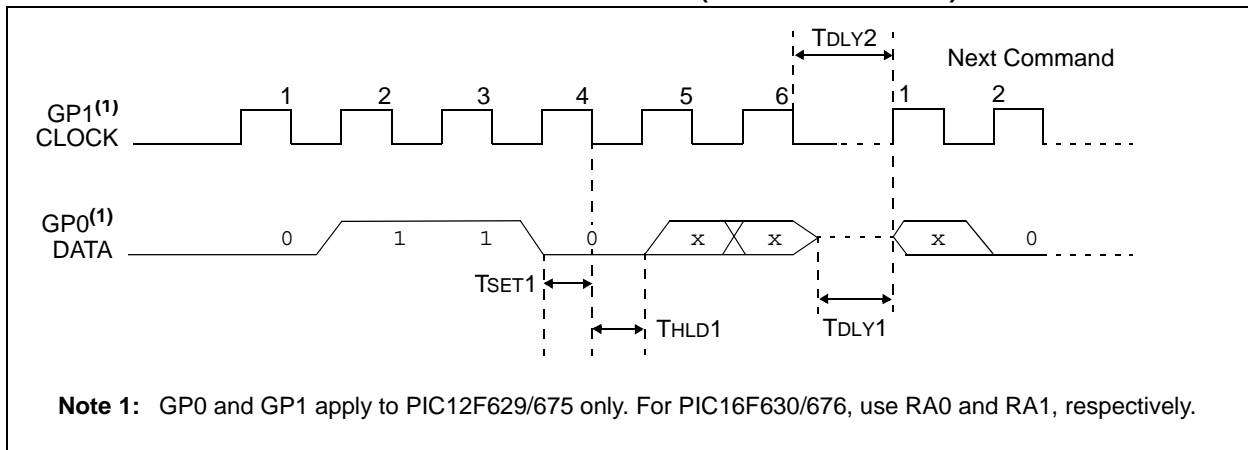 TDLY2
Next Command
1 2 3 4 5 6 1 2
GP1(1)
CLOCK
GP0(1)
DATA
0 1 1 0 x x x 0
TSET1
THLD1
TDLY1
Note 1: GP0 and GP1 apply to PIC12F629/675 only. For PIC16F630/676, use RA0 and RA1, respectively.